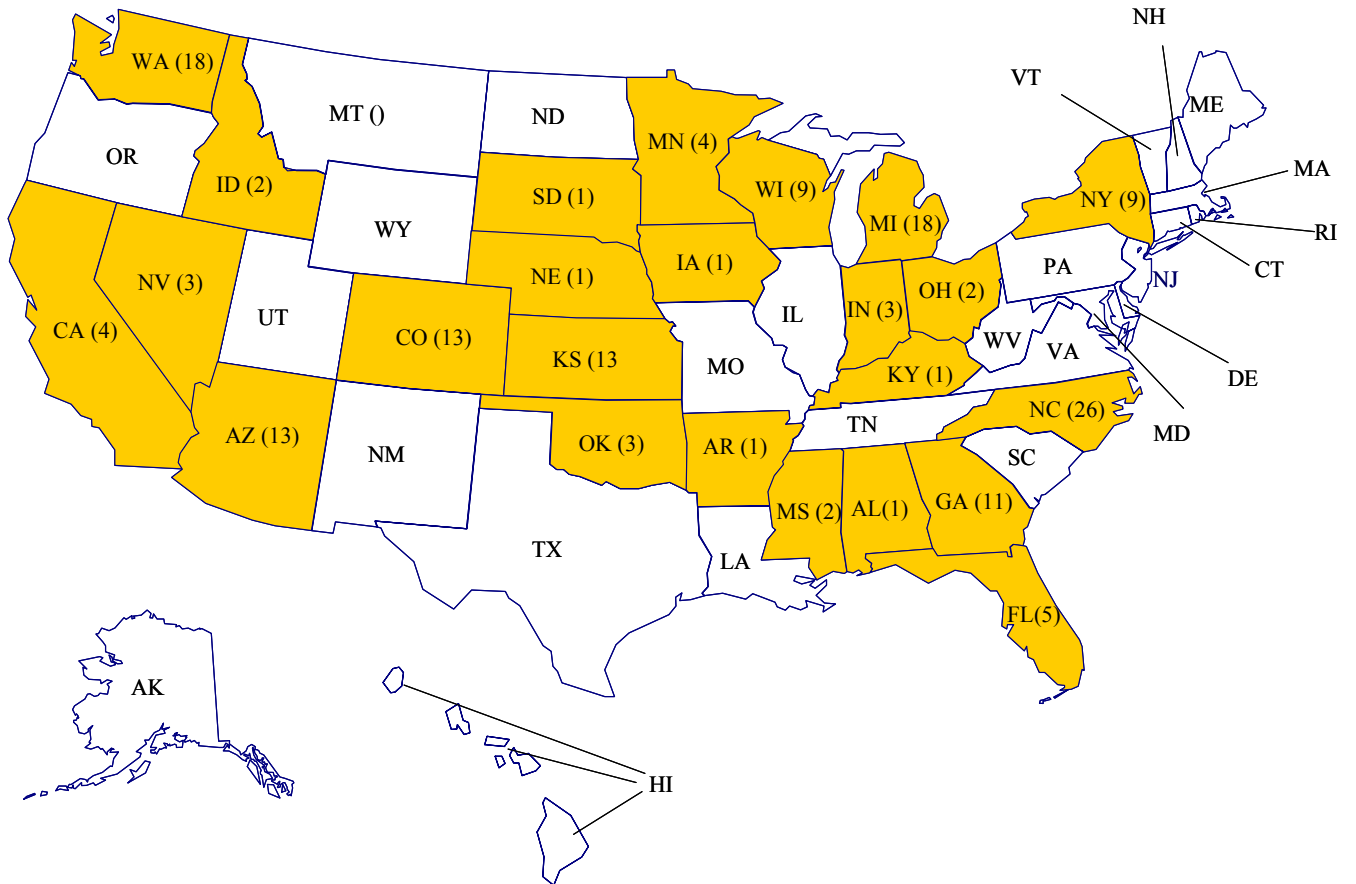 NH
WA (18)
VT
ME
MT ()
ND
MN (4)
OR
MA
ID (2)
SD (1)
WI (9)
NY (9)
WY
MI (18)
RI
IA (1)
PA
CT
NE (1)
NV (3)
NJ
OH (2)
UT
IL
IN (3)
CA (4)
CO (13)
WV
VA
KS (13
MO
KY (1)
DE
NC (26)
TN
AZ (13)
MD
OK (3)
AR (1)
NM
SC
GA (11)
MS (2)
AL(1)
TX
LA
FL(5)
AK
HI